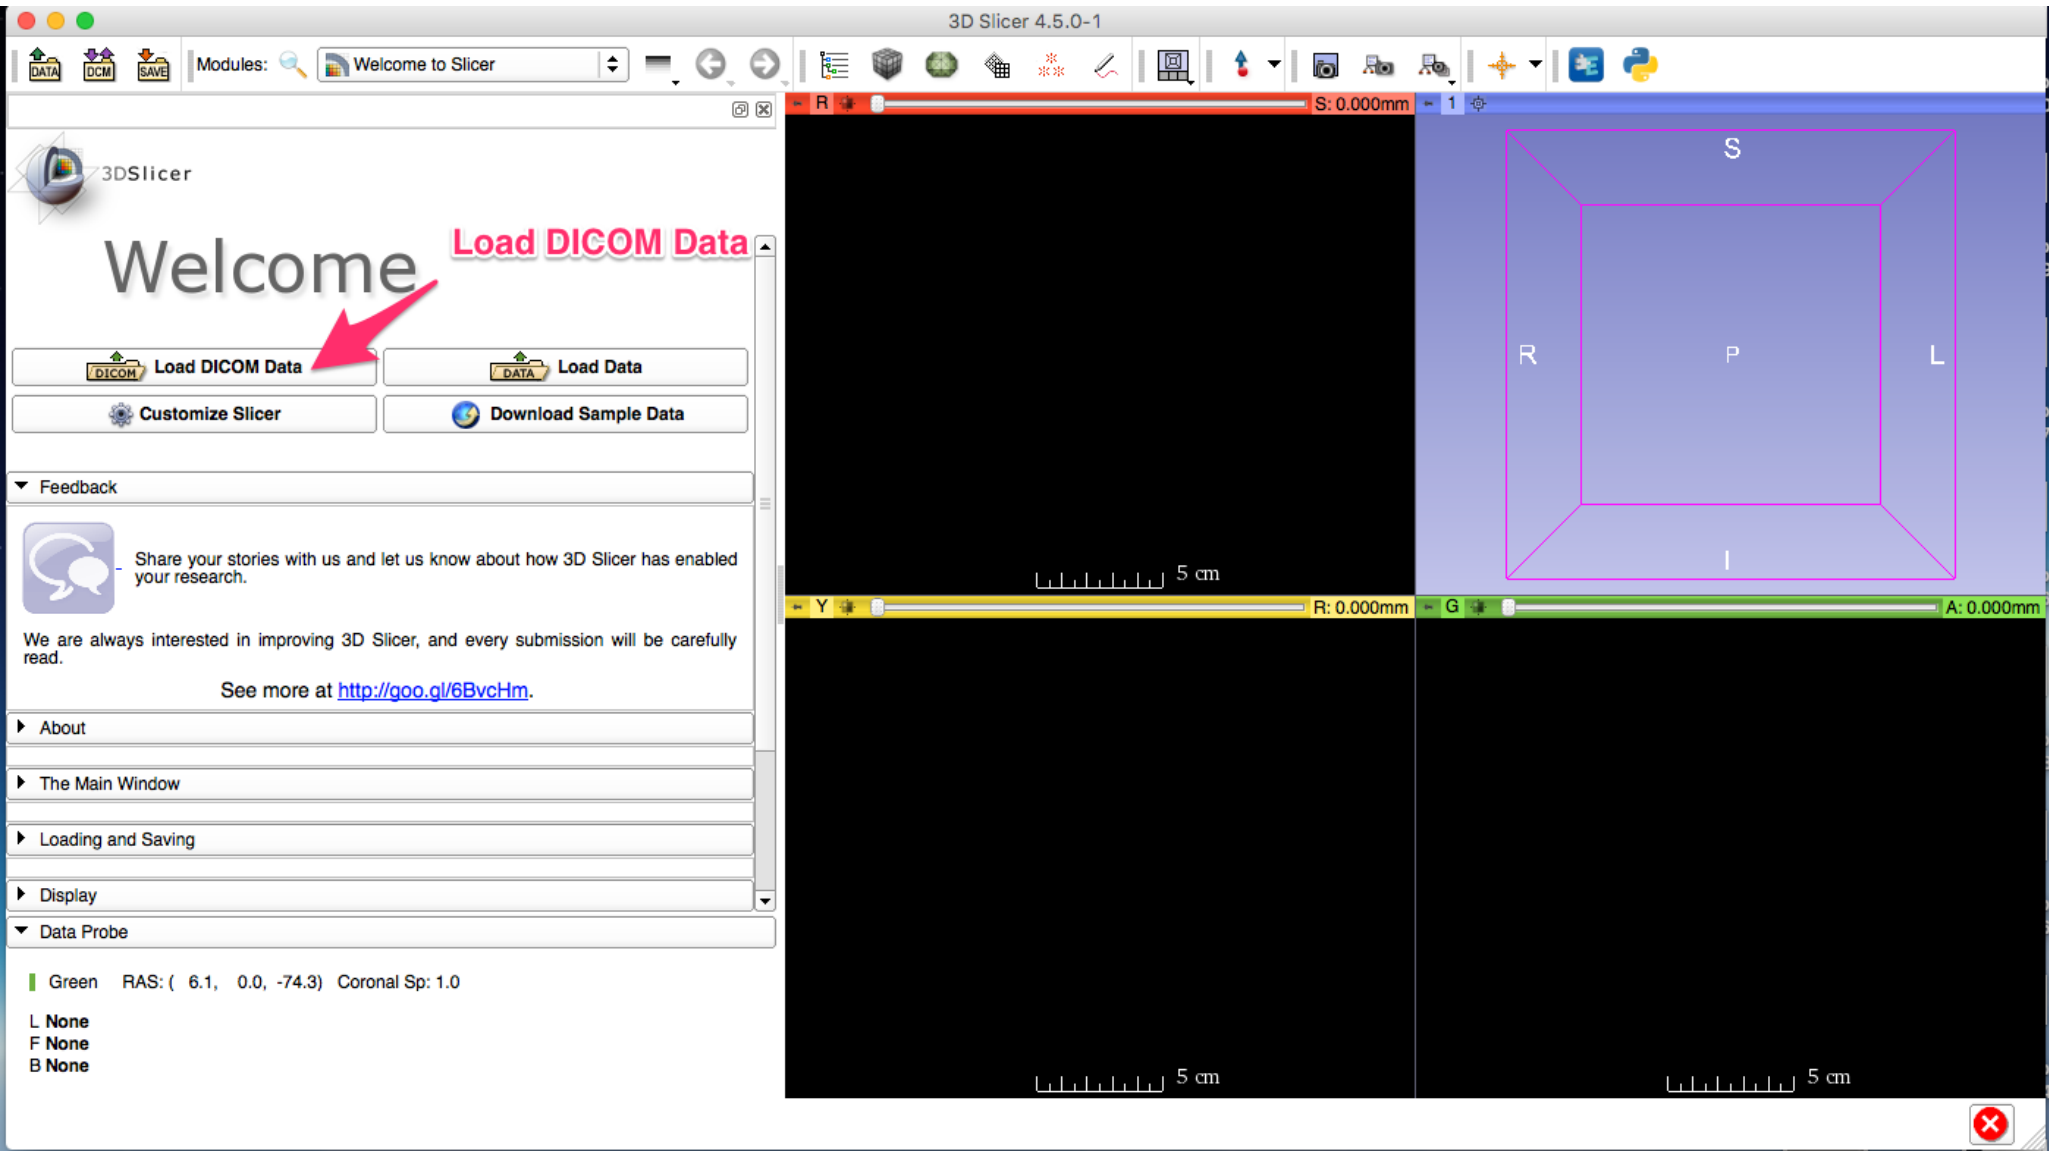 3D Slicer 4.5.0-1
DATA
DCM
SAVE
Modules:
Welcome to Slicer
3DSlicer
Welcome
Load DICOM Data
DICOM
Load DICOM Data
DATA
Load Data
Customize Slicer
Download Sample Data
Feedback
Share your stories with us and let us know about how 3D Slicer has enabled
your research.
We are always interested in improving 3D Slicer, and every submission will be carefully
read.
See more at http://goo.gl/6BvcHm.
About
The Main Window
Loading and Saving
Display
Data Probe
Green RAS: ( 6.1, 0.0, -74.3) Coronal Sp: 1.0
L None
F None
B None
R
S: 0.000mm
5 cm
1
S
R
P
L
I
Y
R: 0.000mm
5 cm
G
A: 0.000mm
5 cm